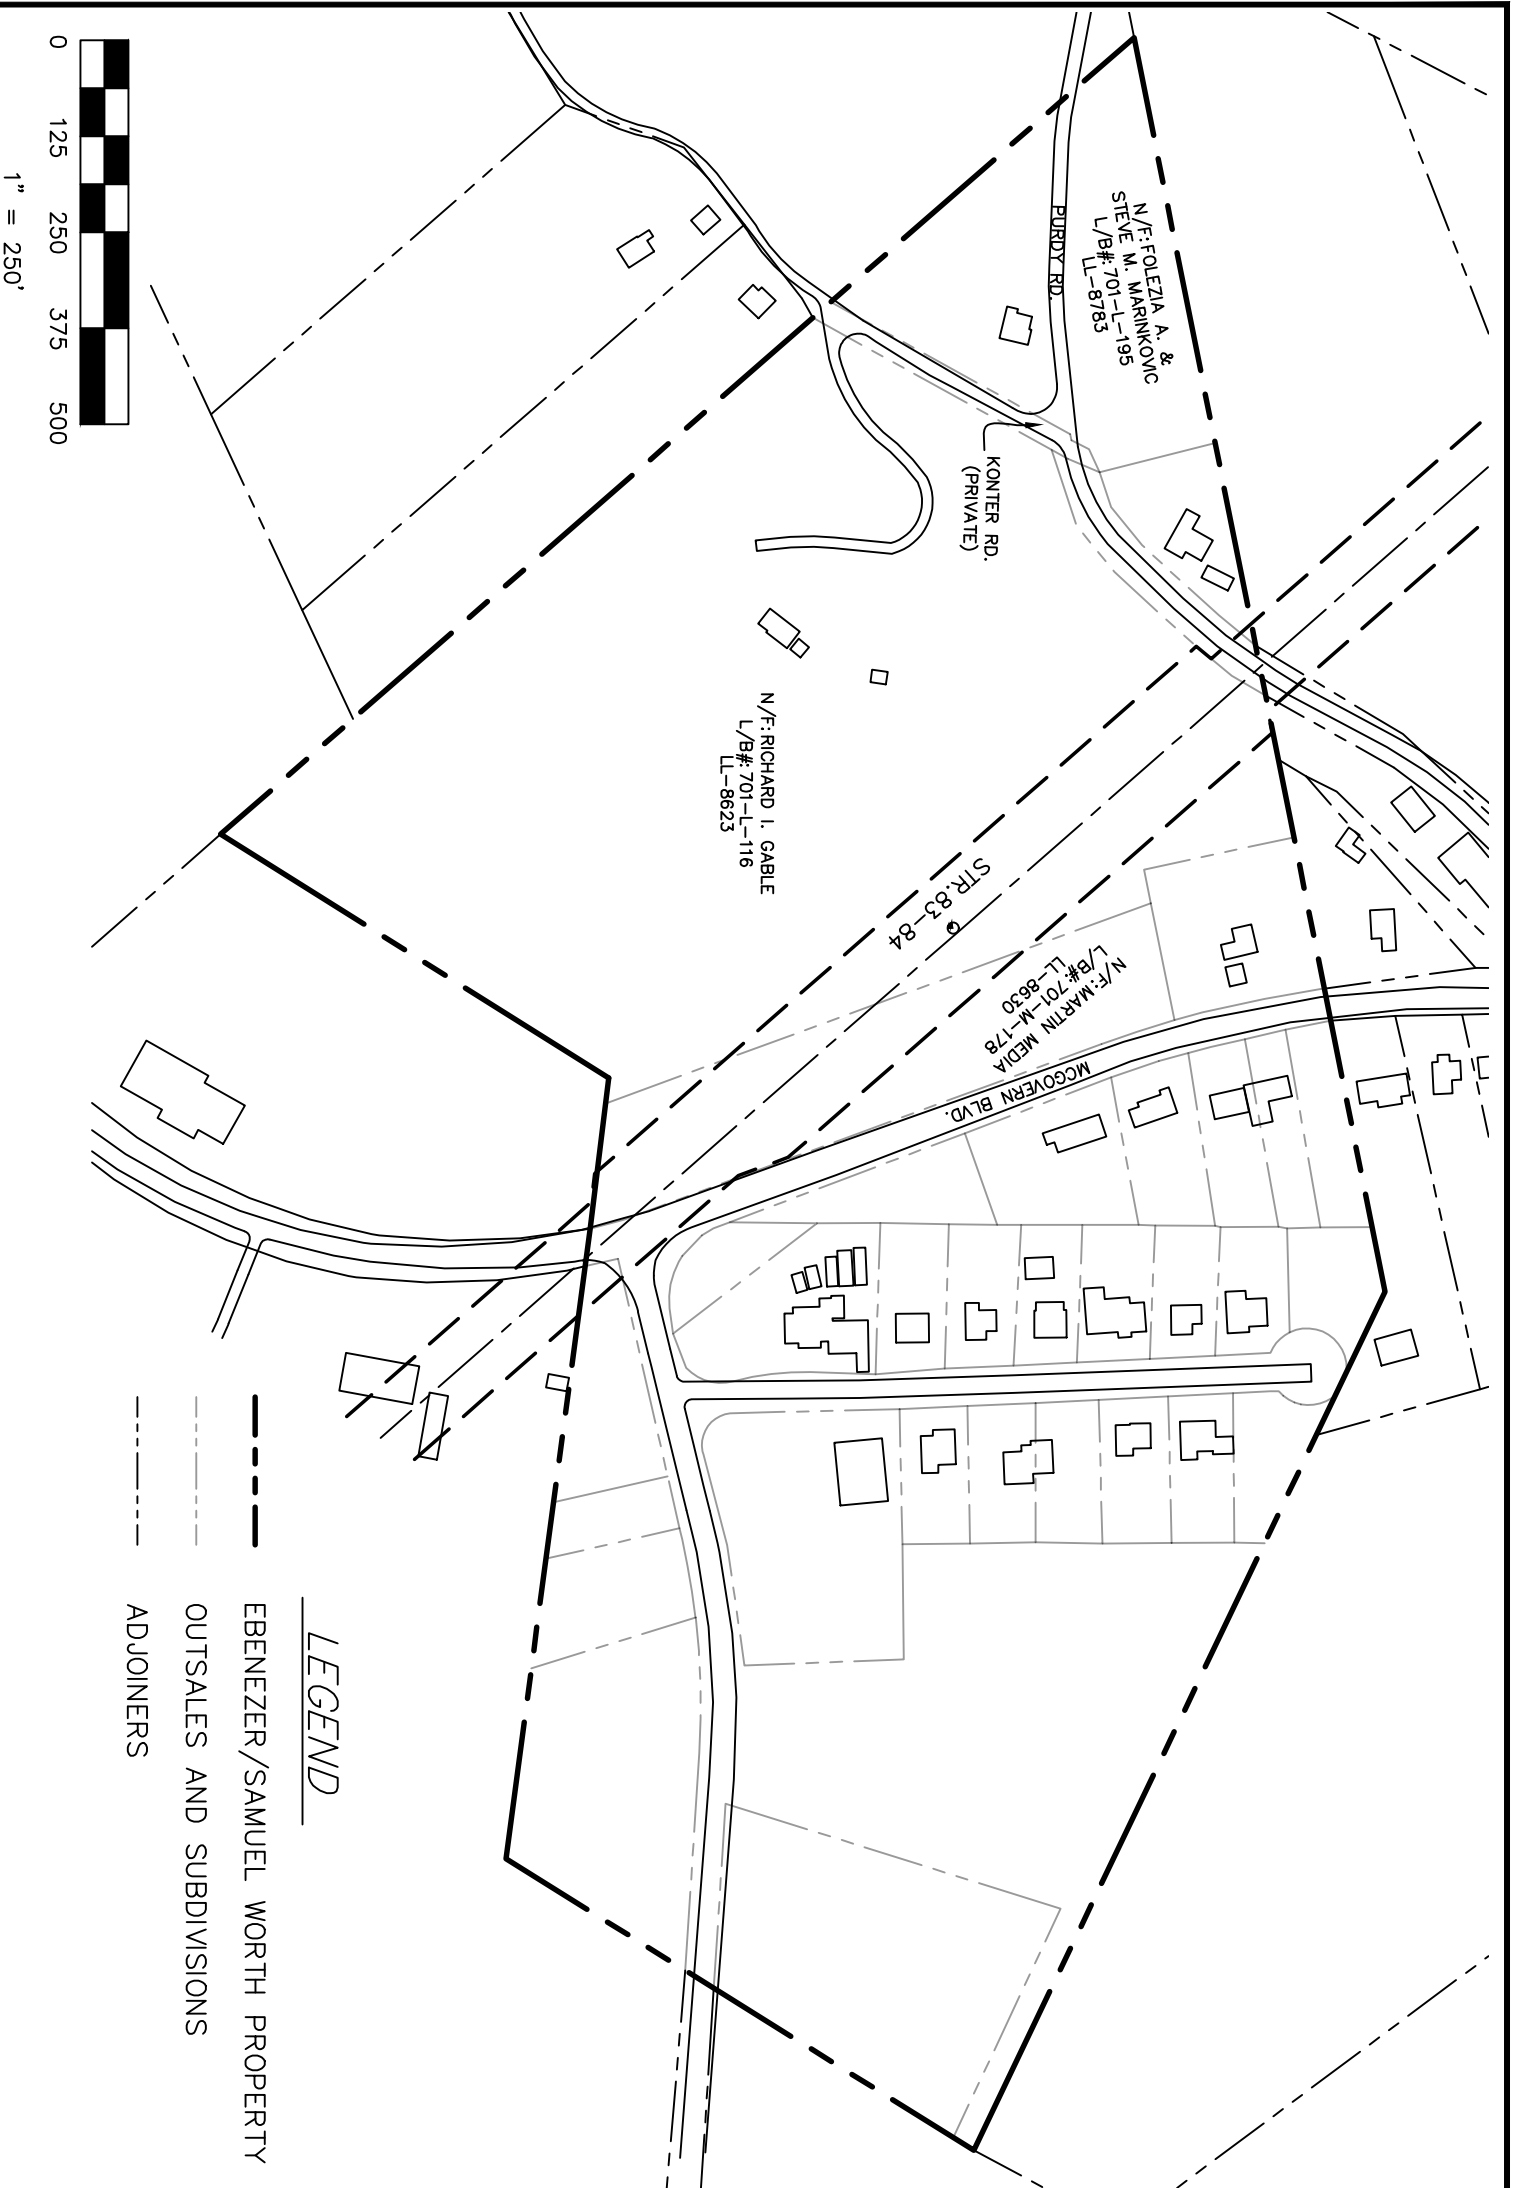 N/F: FOLEZIA A. &
STEVE M. MARINKOVIC
L/B#: 701-L-195
LL-8783
PURDY RD.
KONTER RD.
(PRIVATE)
N/F: RICHARD I. GABLE
L/B#: 701-L-116
LL-8623
STR.83-84
N/F: MARTIN MEDIA
L/B#: 701-M-178
LL-8630
MCGOVERN BLVD.
0 125 250 375 500
1" = 250'
LEGEND
EBENEZER/SAMUEL WORTH PROPERTY
OUTSALES AND SUBDIVISIONS
ADJOINERS